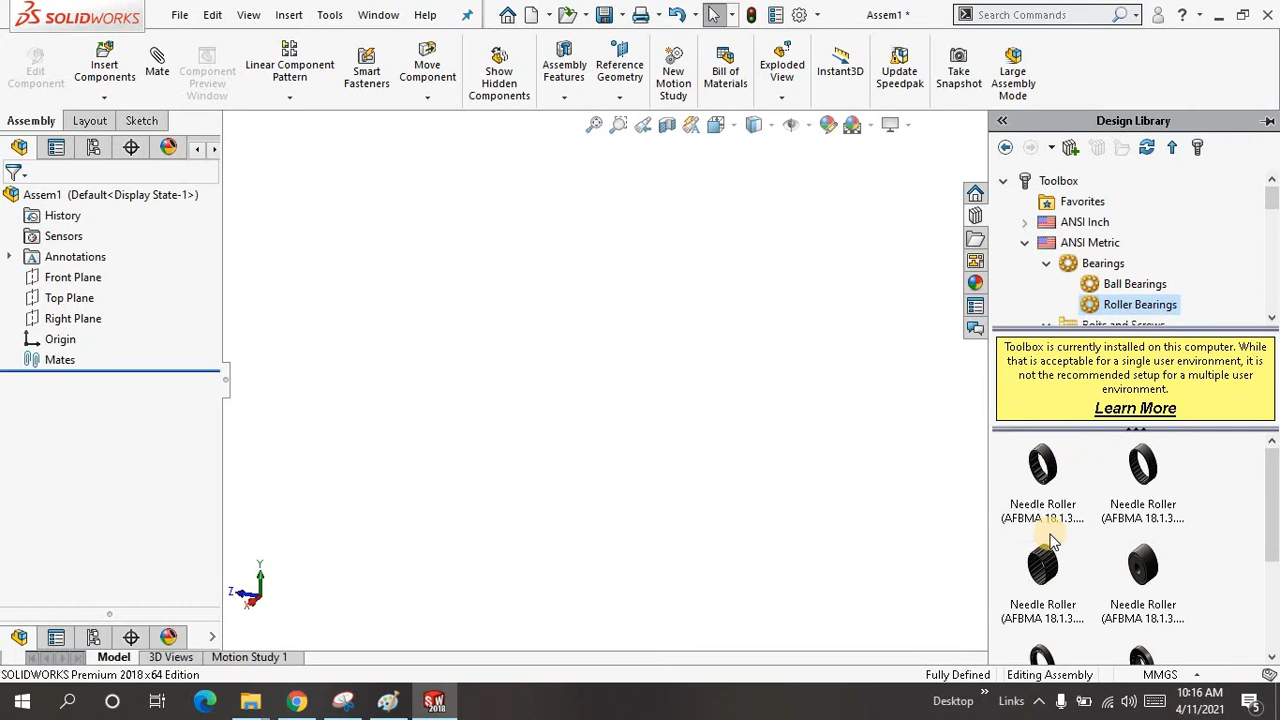 SOLIDWORKS File Edit View Insert Tools Window Help Assem1 * Search Commands
Edit Component
Insert Components
Mate
Component Preview Window
Linear Component Pattern
Smart Fasteners
Move Component
Show Hidden Components
Assembly Features
Reference Geometry
New Motion Study
Bill of Materials
Exploded View
Instant3D
Update Speedpak
Take Snapshot
Large Assembly Mode
Assembly Layout Sketch
Assem1 (Default<Display State-1>)
History
Sensors
Annotations
Front Plane
Top Plane
Right Plane
Origin
Mates
Y
Z
X
Design Library
Toolbox
Favorites
ANSI Inch
ANSI Metric
Bearings
Ball Bearings
Roller Bearings
Bolts and Screws
Toolbox is currently installed on this computer. While
that is acceptable for a single user environment, it is
not the recommended setup for a multiple user
environment.
Learn More
Needle Roller (AFBMA 18.1.3....
Needle Roller (AFBMA 18.1.3....
Needle Roller (AFBMA 18.1.3....
Needle Roller (AFBMA 18.1.3....
Model 3D Views Motion Study 1
SOLIDWORKS Premium 2018 x64 Edition Fully Defined Editing Assembly MMGS
SW 2018
Desktop Links 10:16 AM
4/11/2021
5